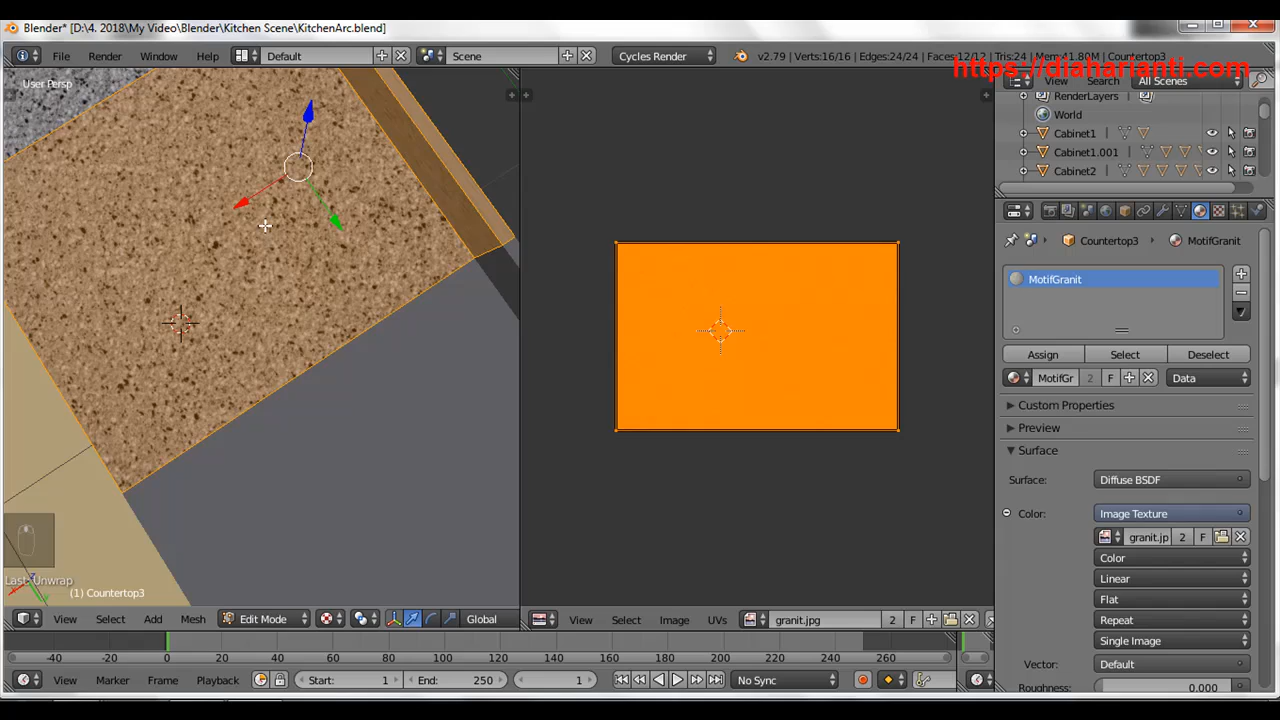 Blender* [D:\4. 2018\My Video\Blender\Kitchen Scene\KitchenArc.blend]
File Render Window Help Default Scene Cycles Render v2.79 | Verts:16/16 | Edges:24/24 | Faces:12/12 | Tris:24 | Mem:41.80M | Countertop3
https://diaharianti.com
User Persp
View Search All Scenes
RenderLayers
World
Cabinet1
Cabinet1.001
Cabinet2
Countertop3 MotifGranit
MotifGranit
Assign Select Deselect
MotifGr 2 F Data
Custom Properties
Preview
Surface
Surface: Diffuse BSDF
Color: Image Texture
granit.jp 2 F
Color
Linear
Flat
Repeat
Single Image
Vector: Default
Roughness: 0.000
Last: Unwrap
(1) Countertop3
View Select Add Mesh Edit Mode Global
View Select Image UVs granit.jpg 2 F
-40 -20 0 20 40 60 80 100 120 140 160 180 200 220 240 260
View Marker Frame Playback Start: 1 End: 250 1 No Sync